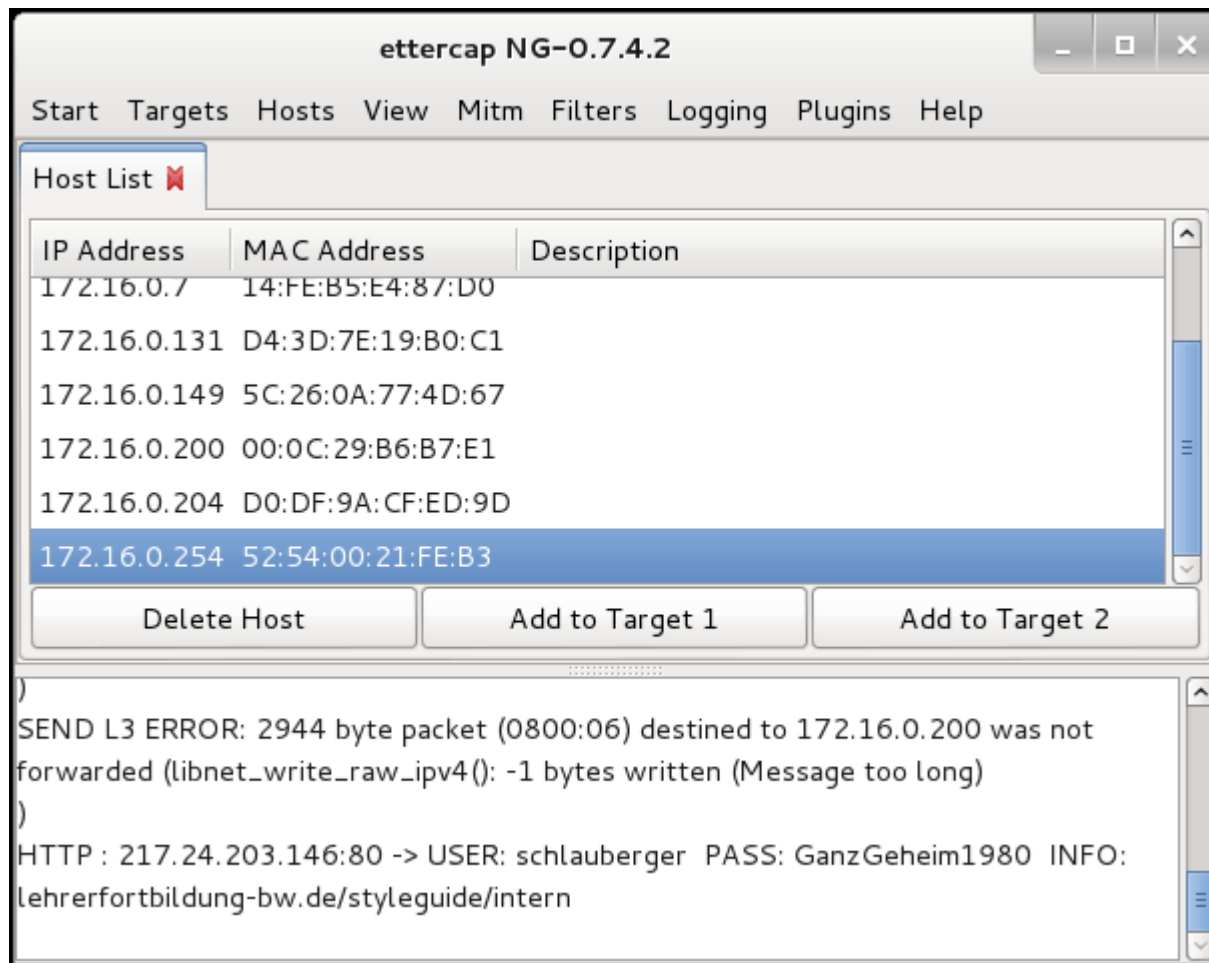 ettercap NG-0.7.4.2
Start Targets Hosts View Mitm Filters Logging Plugins Help
Host List
IP Address MAC Address Description
172.16.0.7 14:FE:B5:E4:87:D0
172.16.0.131 D4:3D:7E:19:B0:C1
172.16.0.149 5C:26:0A:77:4D:67
172.16.0.200 00:0C:29:B6:B7:E1
172.16.0.204 D0:DF:9A:CF:ED:9D
172.16.0.254 52:54:00:21:FE:B3
Delete Host Add to Target 1 Add to Target 2
)
SEND L3 ERROR: 2944 byte packet (0800:06) destined to 172.16.0.200 was not
forwarded (libnet_write_raw_ipv4(): -1 bytes written (Message too long)
)
HTTP : 217.24.203.146:80 -> USER: schlauberger PASS: GanzGeheim1980 INFO:
lehrerfortbildung-bw.de/styleguide/intern